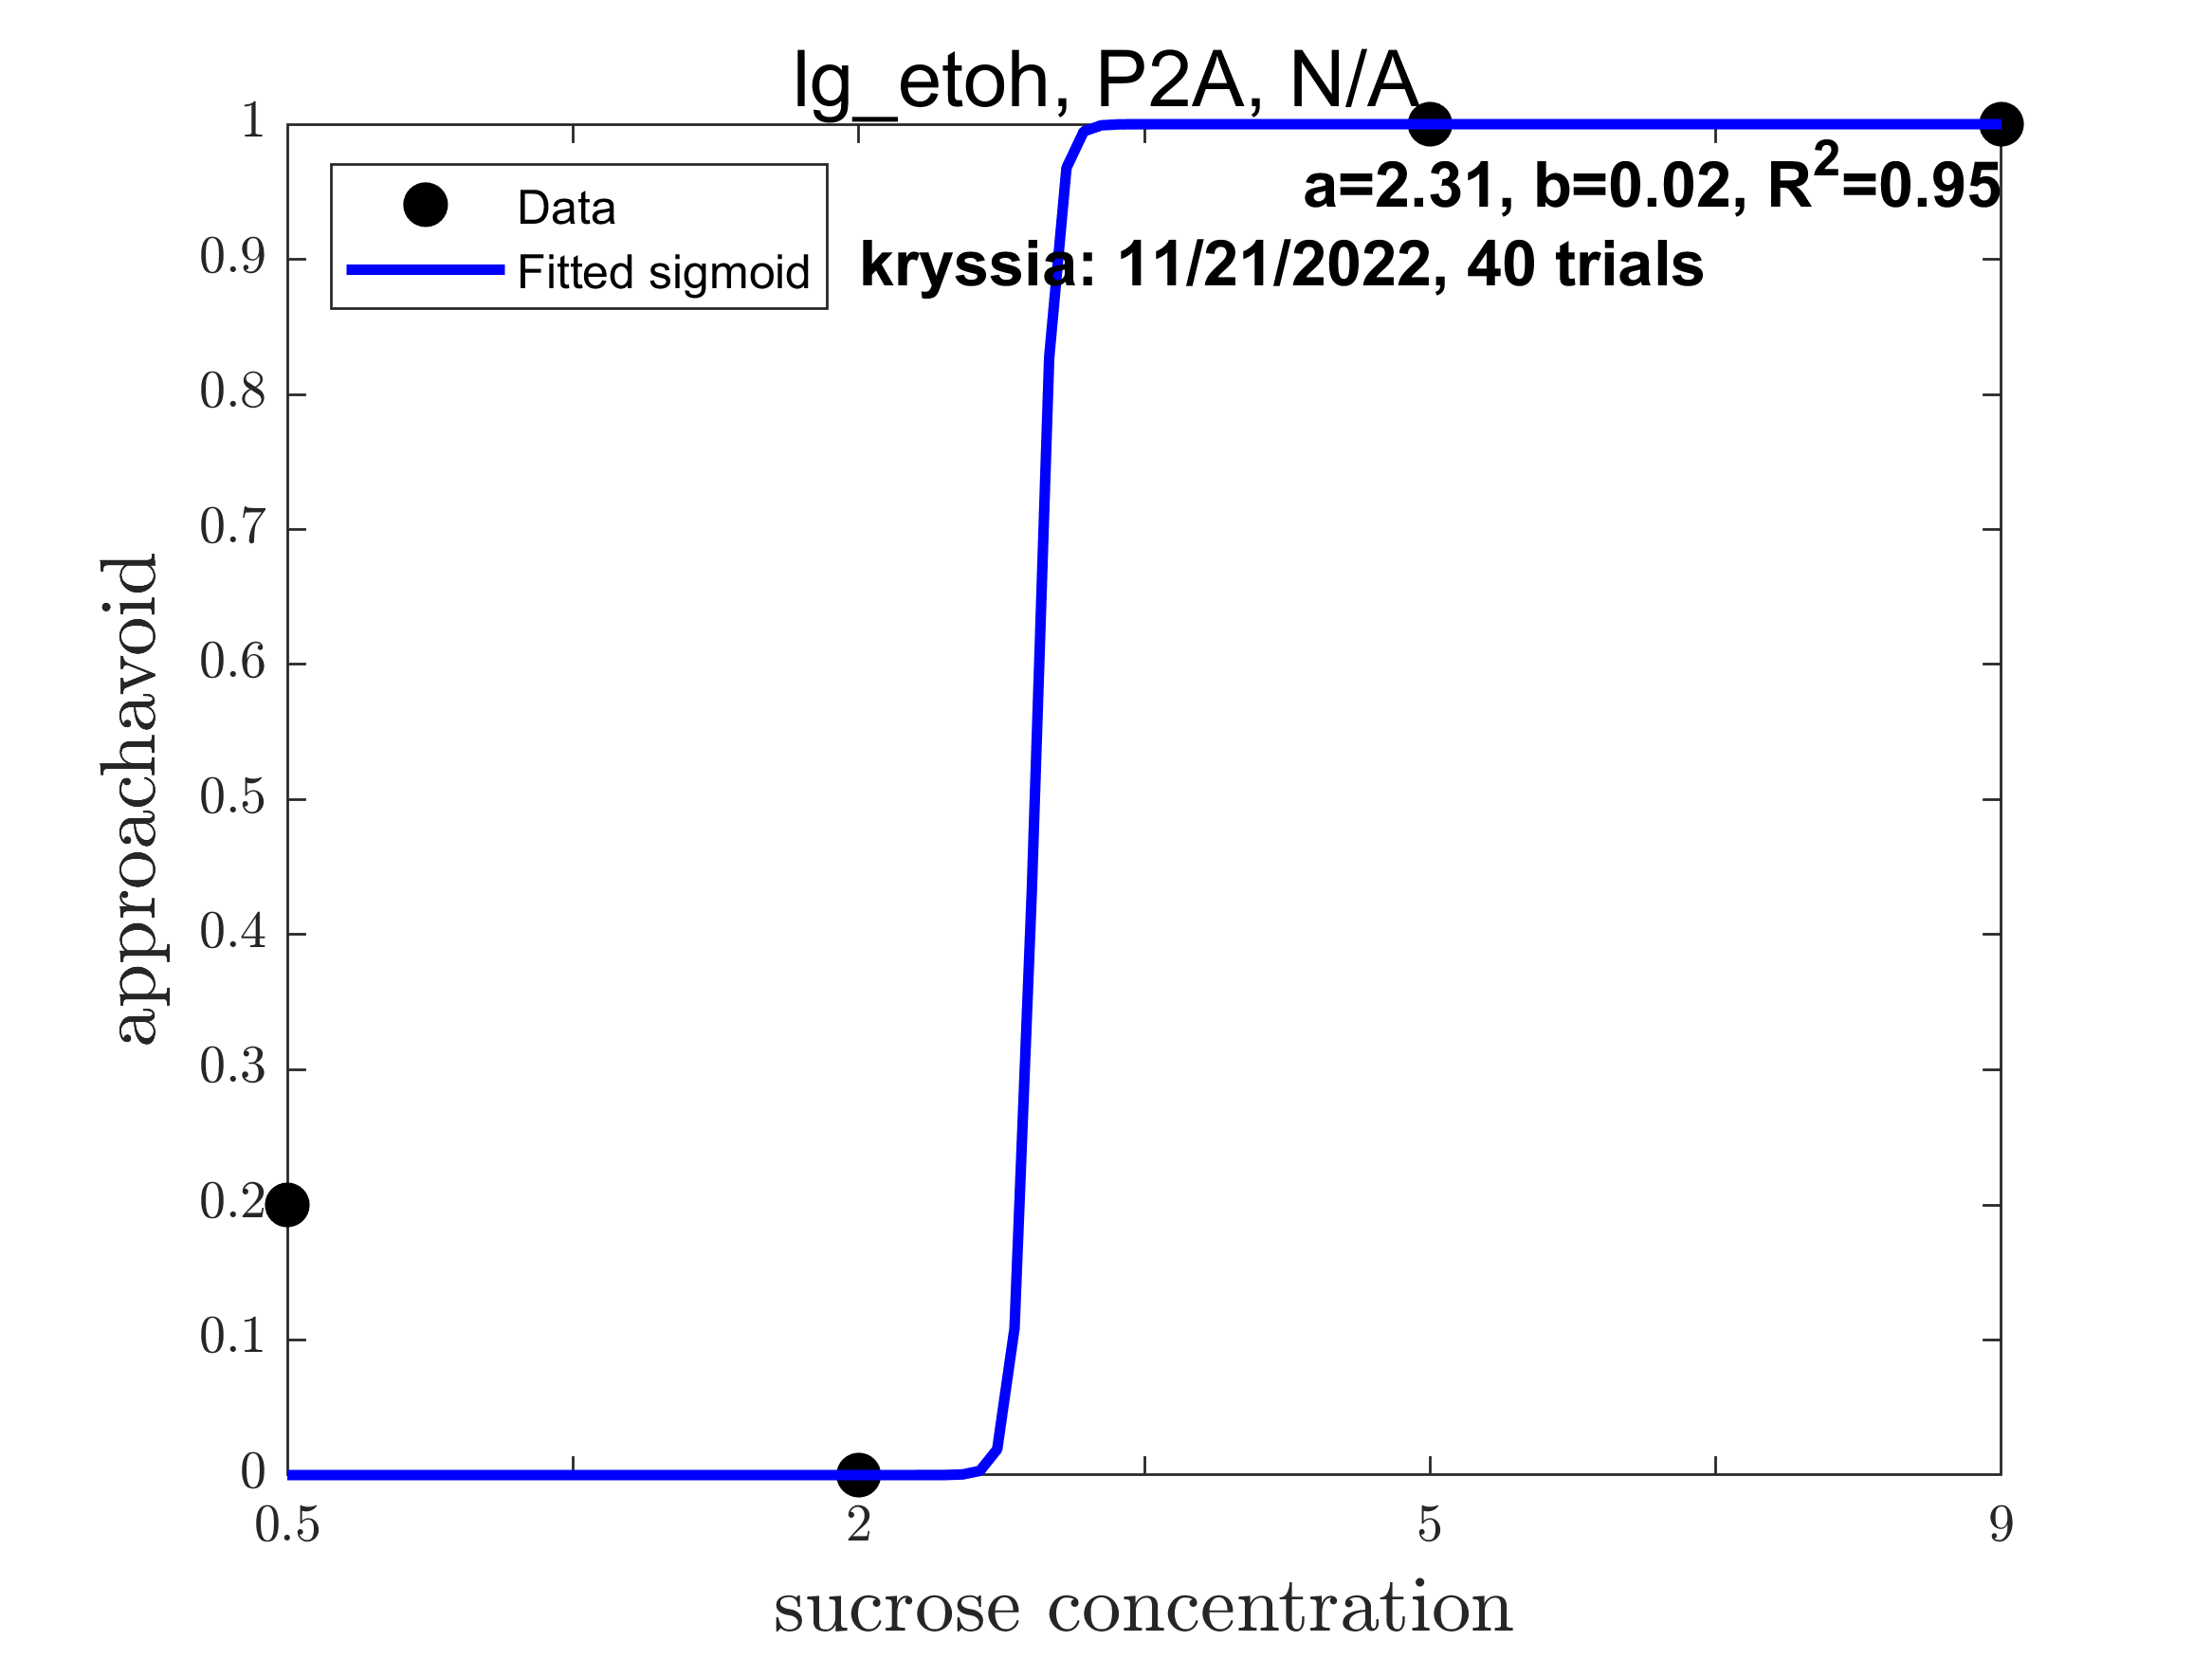 lg_etoh, P2A, N/A
1
Data
a=2.31, b=0.02, R²=0.95
0.9
Fitted sigmoid
kryssia: 11/21/2022, 40 trials
0.8
0.7
0.6
0.5
0.4
0.3
0.2
0.1
0
approachavoid
0.5 2 5 9
sucrose concentration